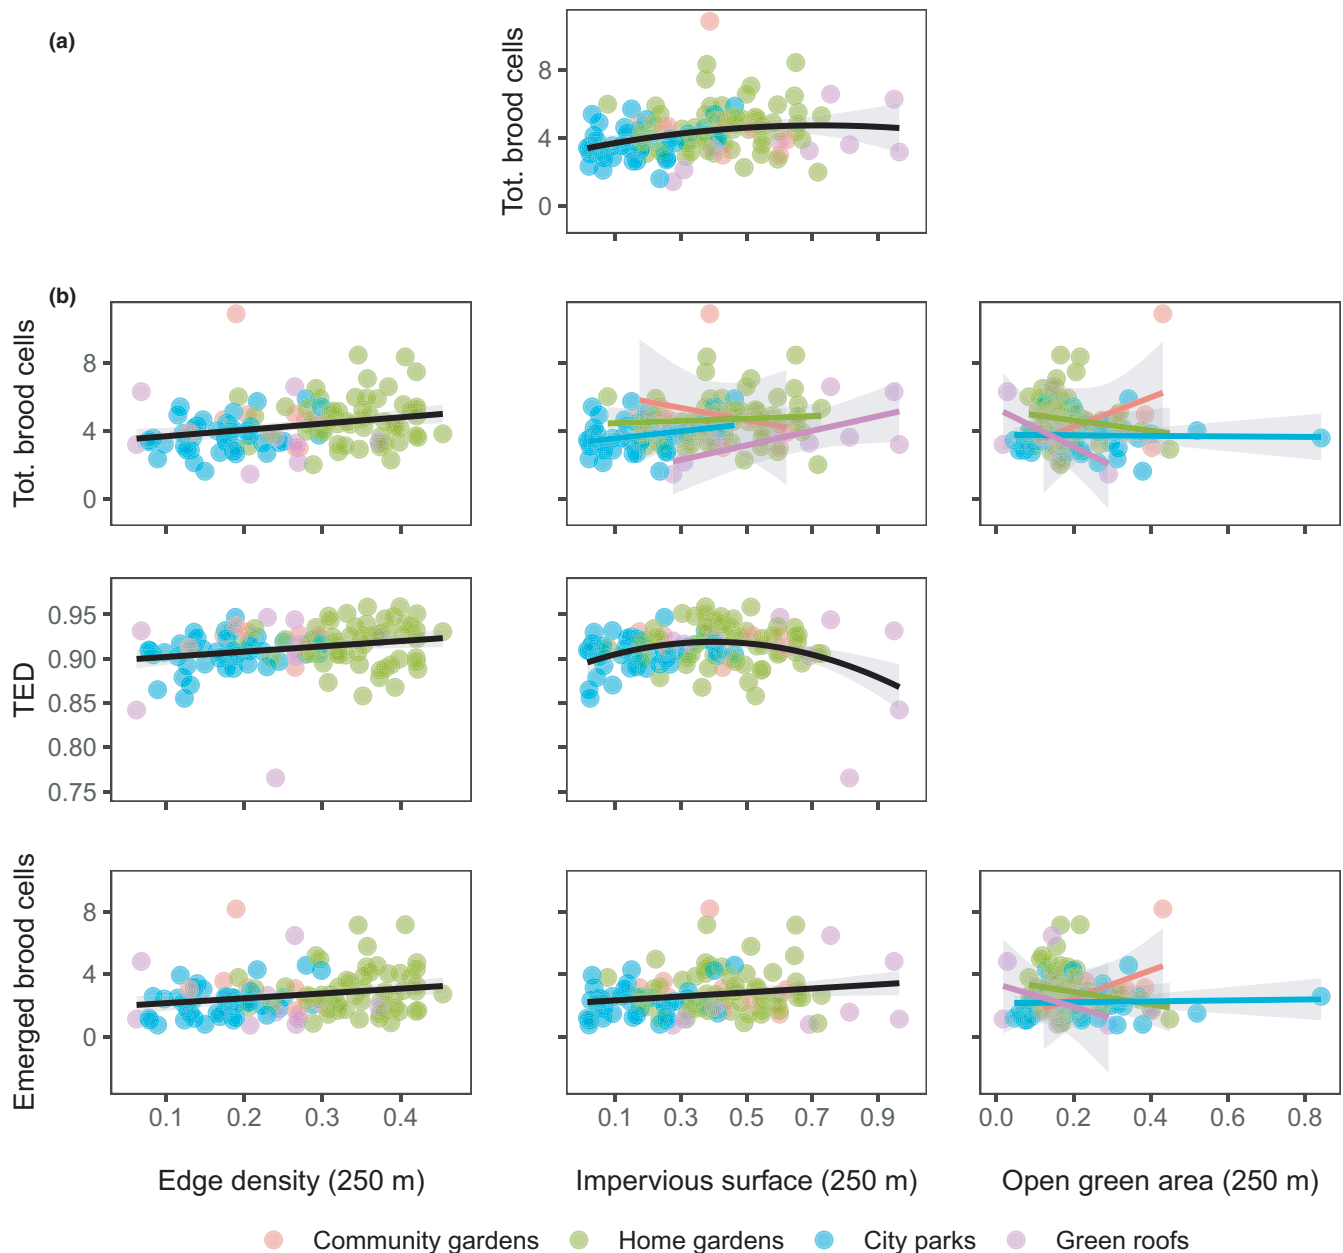 (a)
Tot. brood cells
8
4
0
(b)
Tot. brood cells
8
4
0
TED
0.95
0.90
0.85
0.80
0.75
Emerged brood cells
8
4
0
0.1 0.2 0.3 0.4
0.1 0.3 0.5 0.7 0.9
0.0 0.2 0.4 0.6 0.8
Edge density (250 m)
Impervious surface (250 m)
Open green area (250 m)
Community gardens Home gardens City parks Green roofs